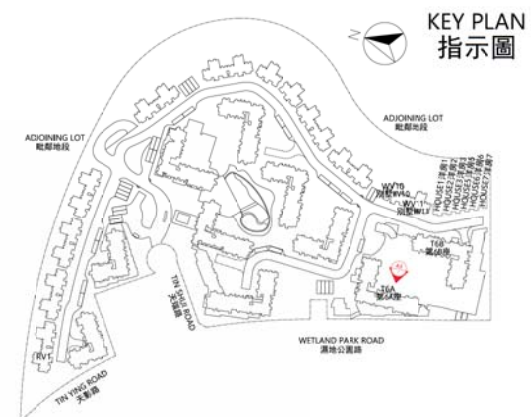 KEY PLAN
指示圖
N
ADJOINING LOT
毗鄰地段
ADJOINING LOT
毗鄰地段
HOUSE1 洋房1
HOUSE2 洋房2
HOUSE3 洋房3
HOUSE5 洋房5
HOUSE6 洋房6
HOUSE7 洋房7
WV10
別墅WV10
WV11
別墅WV11
T6B
第6B座
T6A
第6A座
TIN SHUI ROAD
天瑞路
WETLAND PARK ROAD
濕地公園路
RV1
TIN YING ROAD
天影路